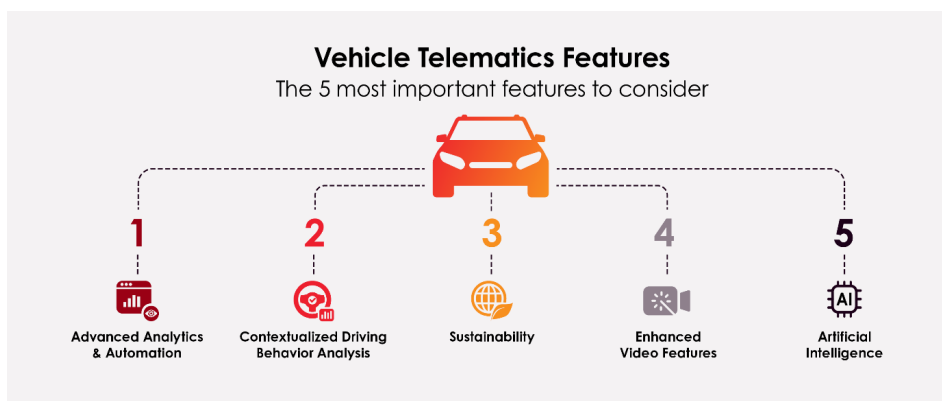 Vehicle Telematics Features
The 5 most important features to consider
1
2
3
4
5
AI
Advanced Analytics
& Automation
Contextualized Driving
Behavior Analysis
Sustainability
Enhanced
Video Features
Artificial
Intelligence